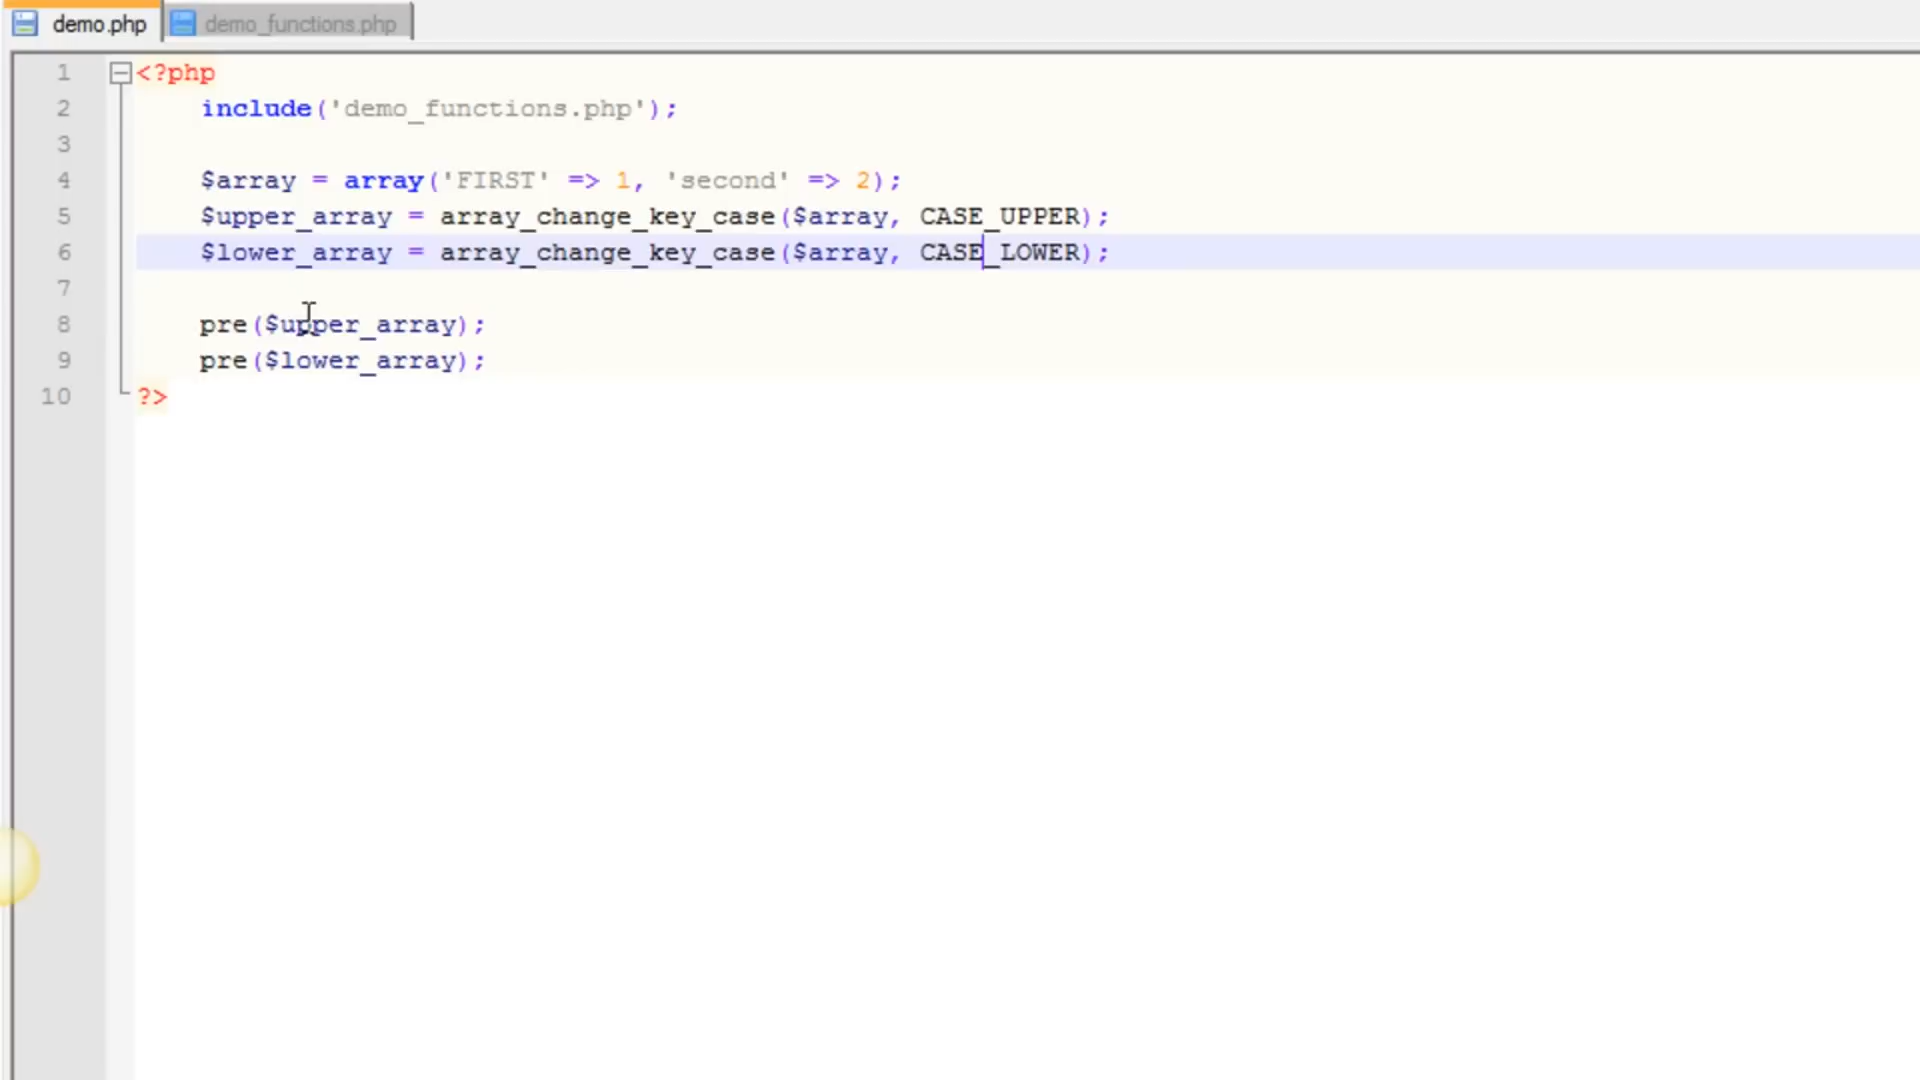 demo.php demo_functions.php
1 <?php
2 include('demo_functions.php');
3
4 $array = array('FIRST' => 1, 'second' => 2);
5 $upper_array = array_change_key_case($array, CASE_UPPER);
6 $lower_array = array_change_key_case($array, CASE_LOWER);
7
8 pre($upper_array);
9 pre($lower_array);
10 ?>